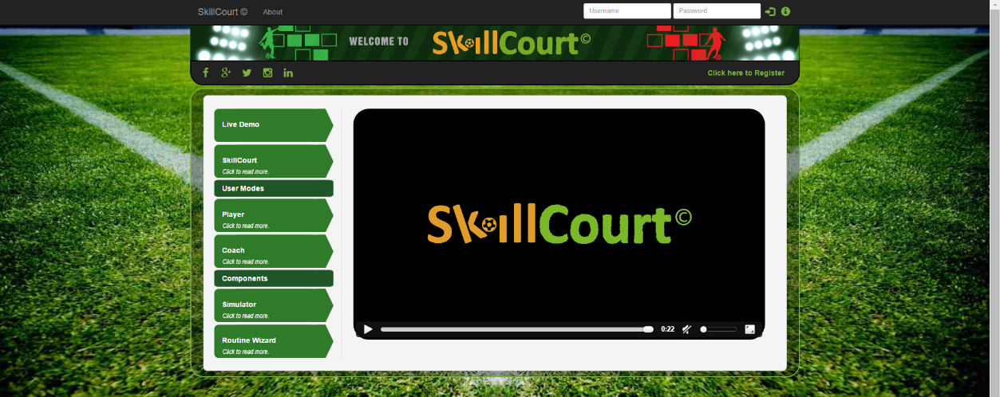 SkillCourt © About Username Password
WELCOME TO SkillCourt©
Click here to Register
Live Demo
SkillCourt
Click to read more.
User Modes
Player
Click to read more.
Coach
Click to read more.
Components
Simulator
Click to read more.
Routine Wizard
Click to read more.
SkillCourt©
0:22